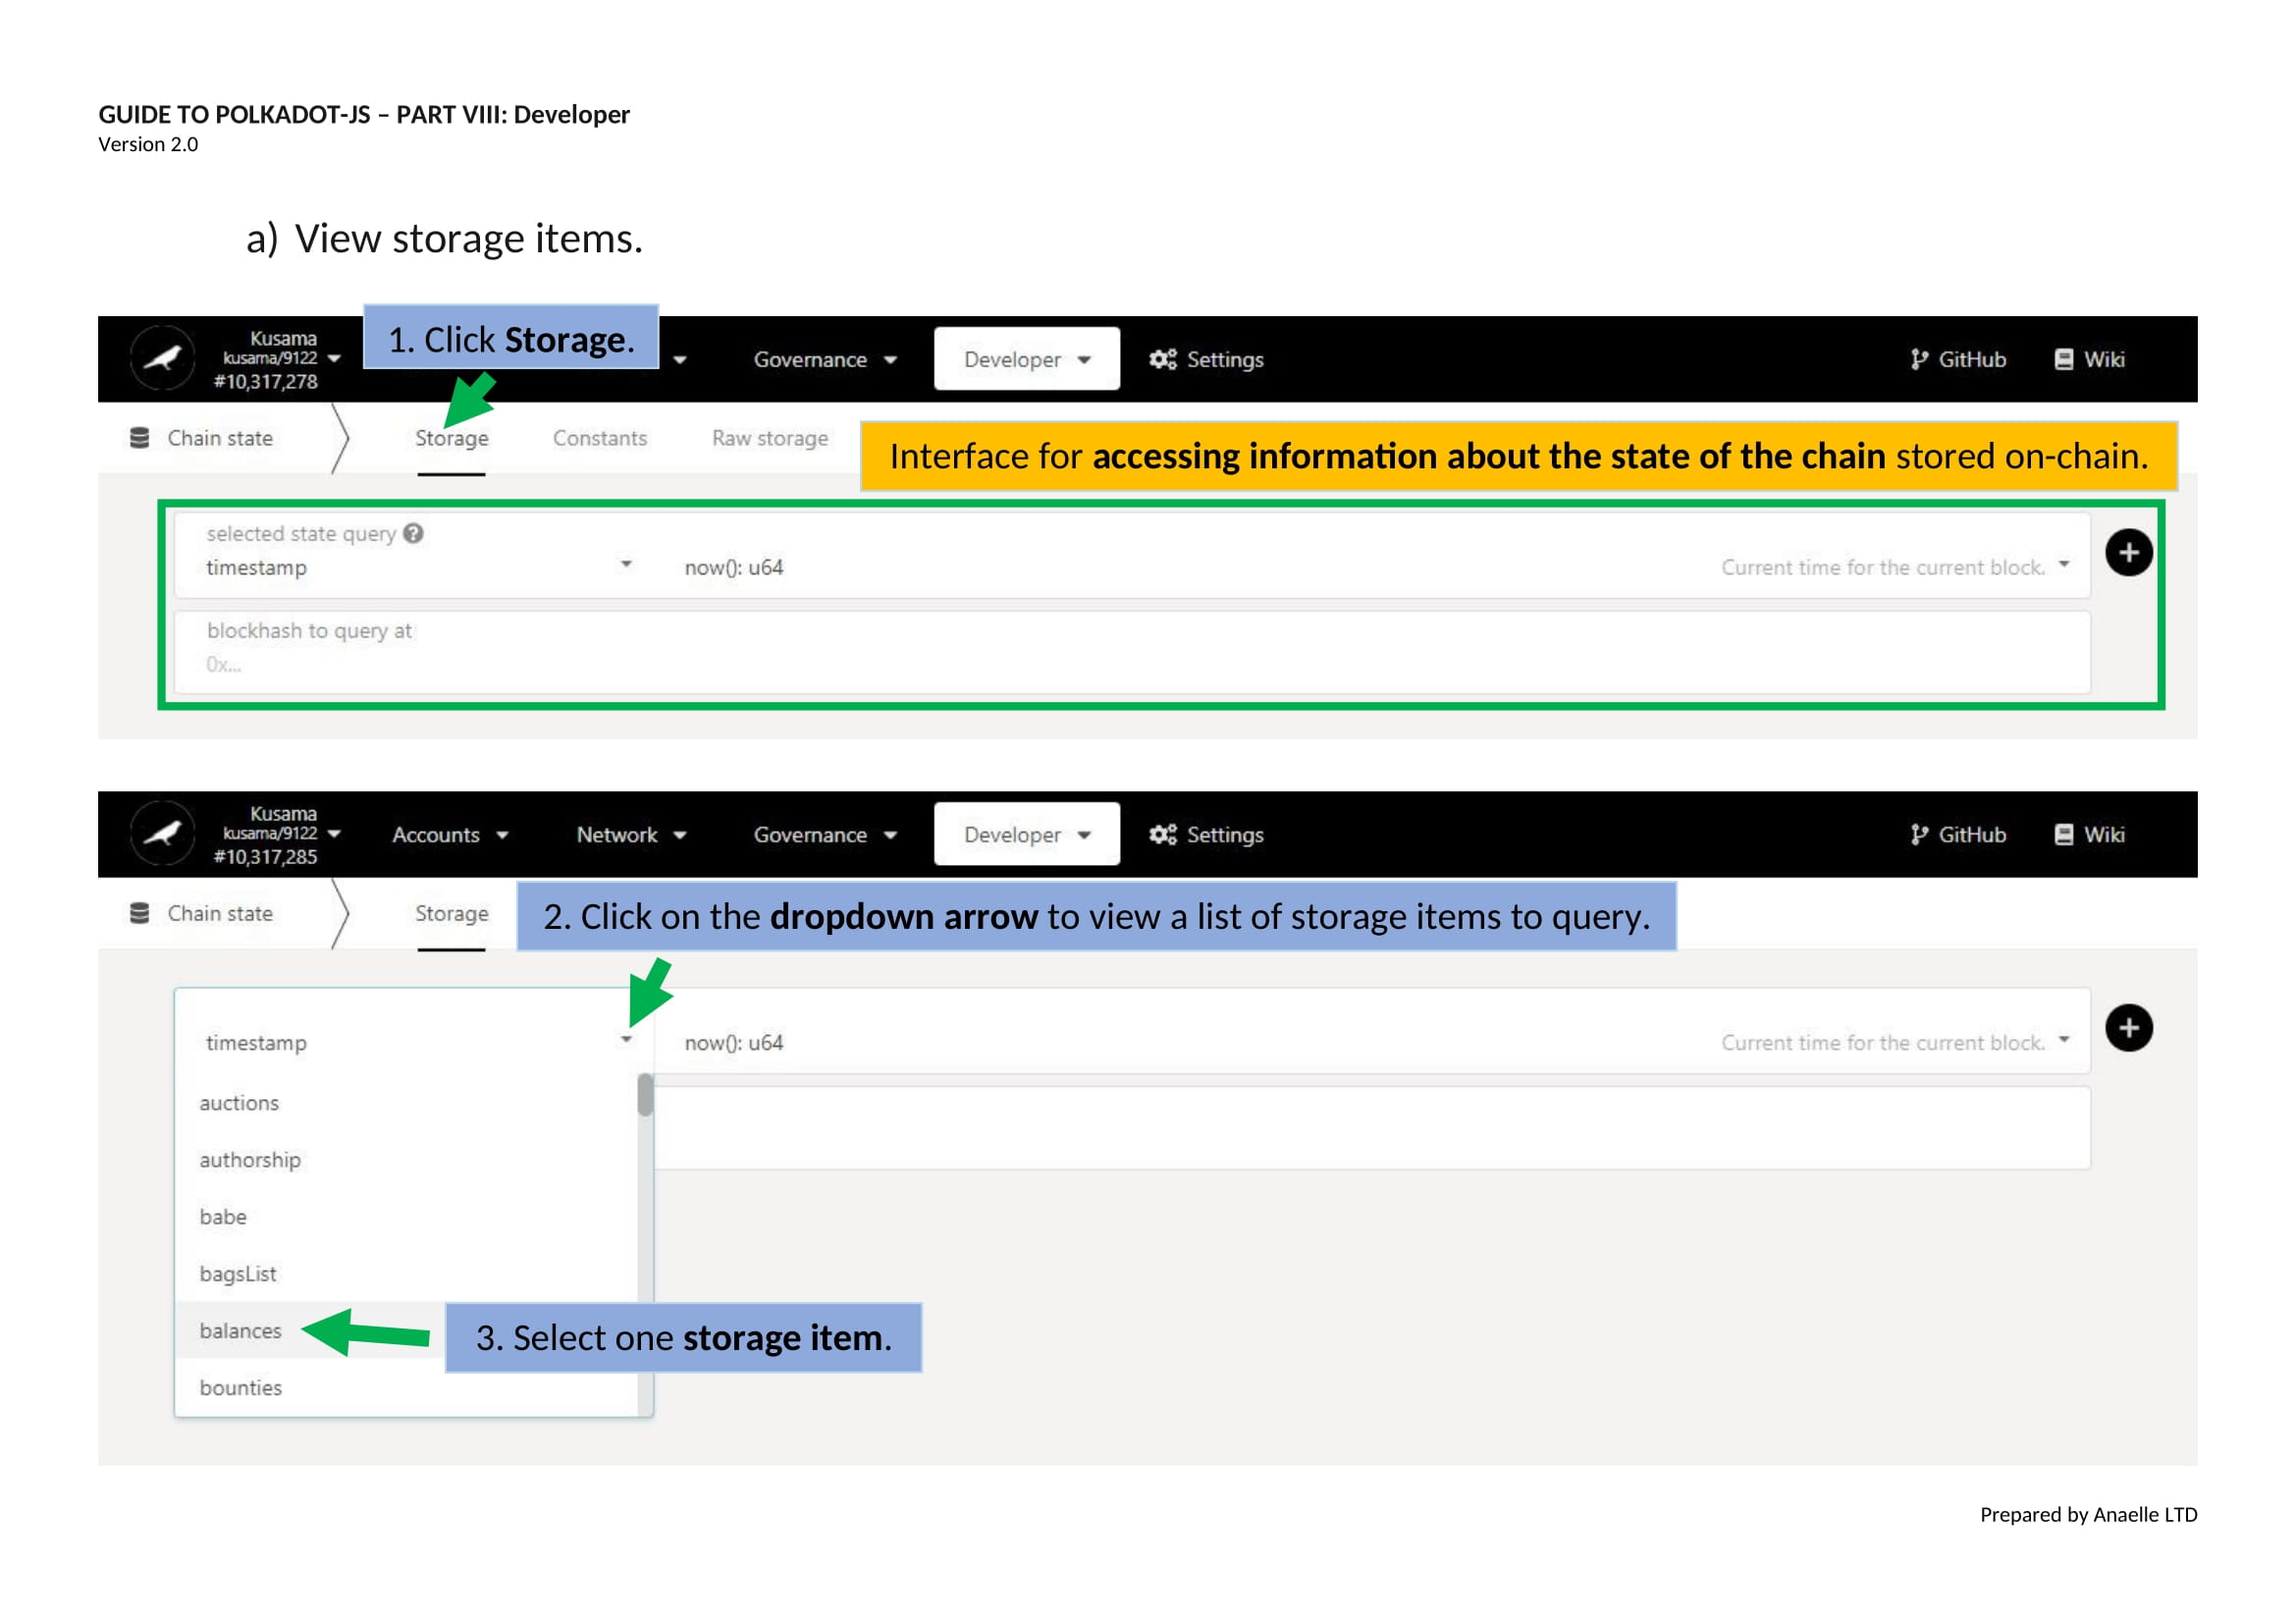 GUIDE TO POLKADOT-JS – PART VIII: Developer
Version 2.0
a) View storage items.
1. Click Storage.
Kusama
kusama/9122
#10,317,278
Governance
Developer
Settings
GitHub
Wiki
Chain state
Storage
Constants
Raw storage
Interface for accessing information about the state of the chain stored on-chain.
selected state query
timestamp
now(): u64
Current time for the current block.
blockhash to query at
0x...
Kusama
kusama/9122
#10,317,285
Accounts
Network
Governance
Developer
Settings
GitHub
Wiki
Chain state
Storage
2. Click on the dropdown arrow to view a list of storage items to query.
timestamp
now(): u64
Current time for the current block.
auctions
authorship
babe
bagsList
balances
3. Select one storage item.
bounties
Prepared by Anaelle LTD